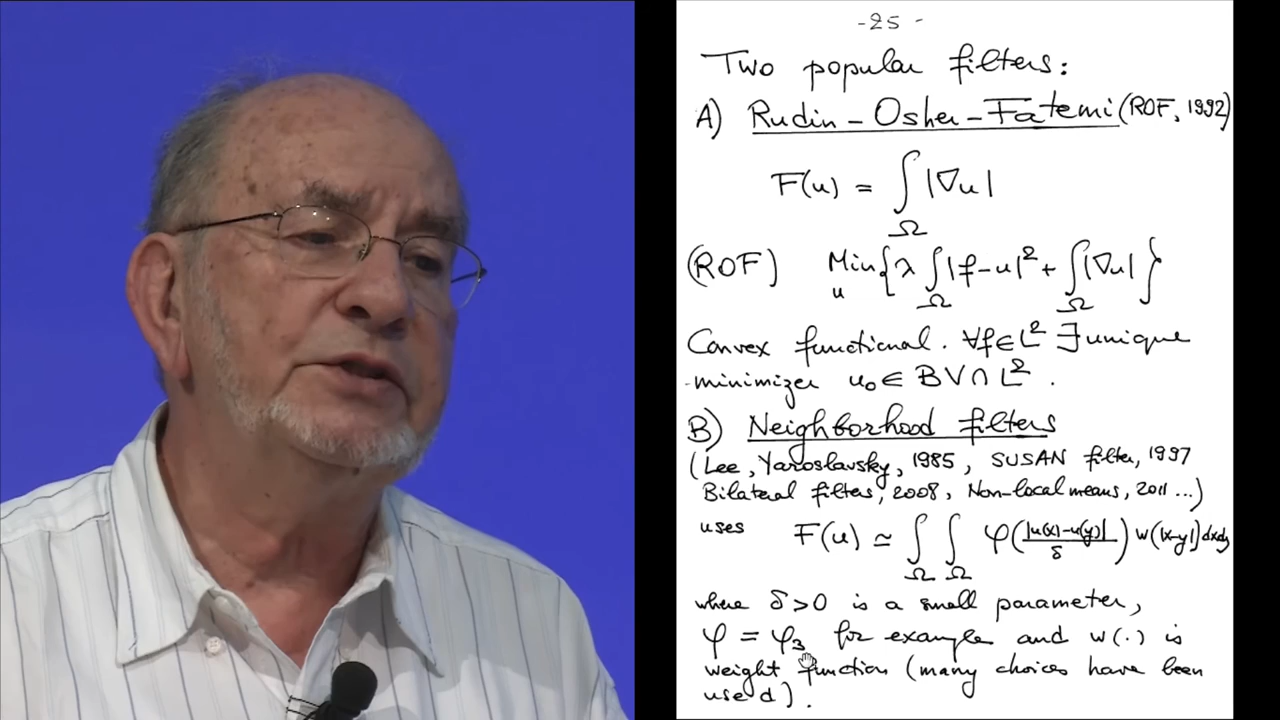 -25-
Two popular filters:
A) Rudin-Osher-Fatemi (ROF, 1992)
F(u) = ∫_Ω |∇u|
(ROF) Min_u {λ ∫_Ω |f-u|² + ∫_Ω |∇u| }
Convex functional. ∀f∈L² ∃ unique
minimizer u₀ ∈ BV∩L².
B) Neighborhood filters
(Lee, Yaroslavsky, 1985, SUSAN filter, 1997
Bilateral filters, 2008, Non-local means, 2011 ...)
uses F(u) ≃ ∫_Ω ∫_Ω φ(|u(x)-u(y)|/δ) w(|x-y|) dxdy
where δ>0 is a small parameter,
φ = φ₃ for example and w(·) is
weight function (many choices have been
used).